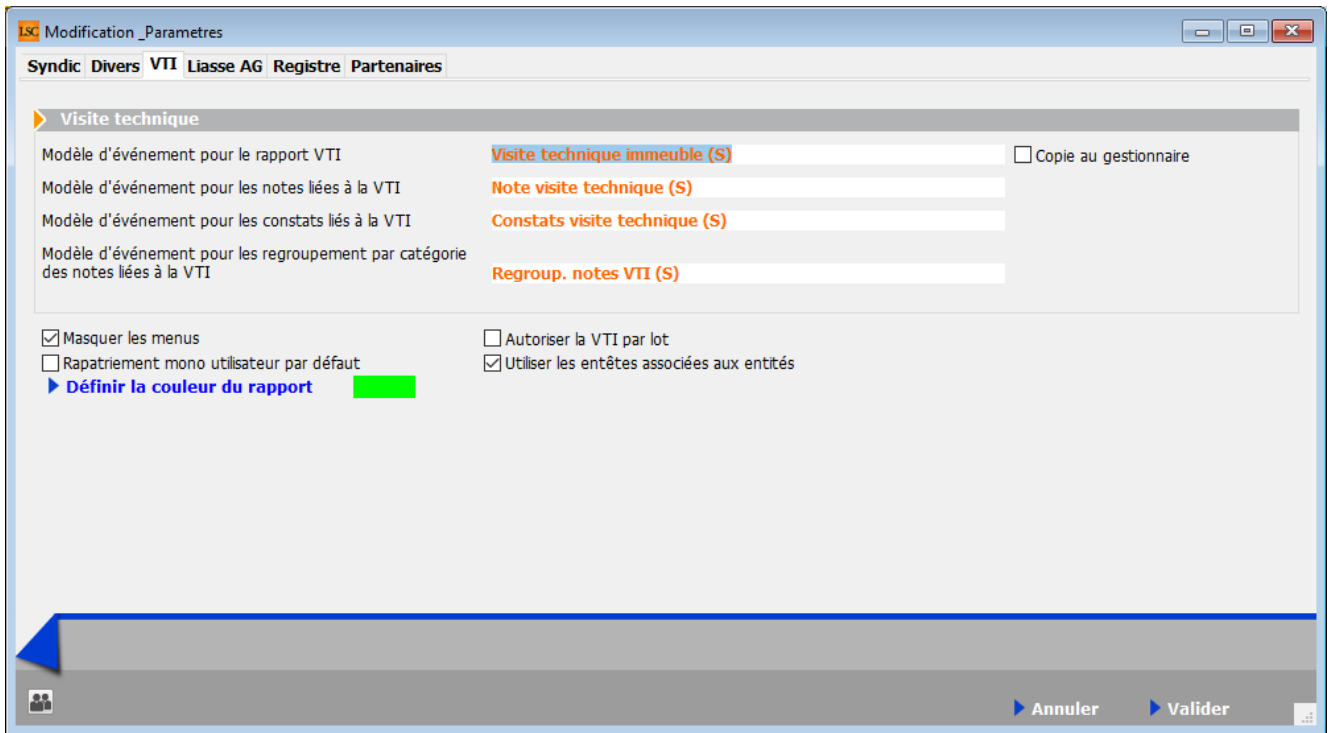 LSC Modification _Parametres
Syndic Divers VTI Liasse AG Registre Partenaires
Visite technique
Modèle d'événement pour le rapport VTI Visite technique immeuble (S) Copie au gestionnaire
Modèle d'événement pour les notes liées à la VTI Note visite technique (S)
Modèle d'événement pour les constats liés à la VTI Constats visite technique (S)
Modèle d'événement pour les regroupement par catégorie
des notes liées à la VTI Regroup. notes VTI (S)
Masquer les menus Autoriser la VTI par lot
Rapatriement mono utilisateur par défaut Utiliser les entêtes associées aux entités
Définir la couleur du rapport
Annuler Valider